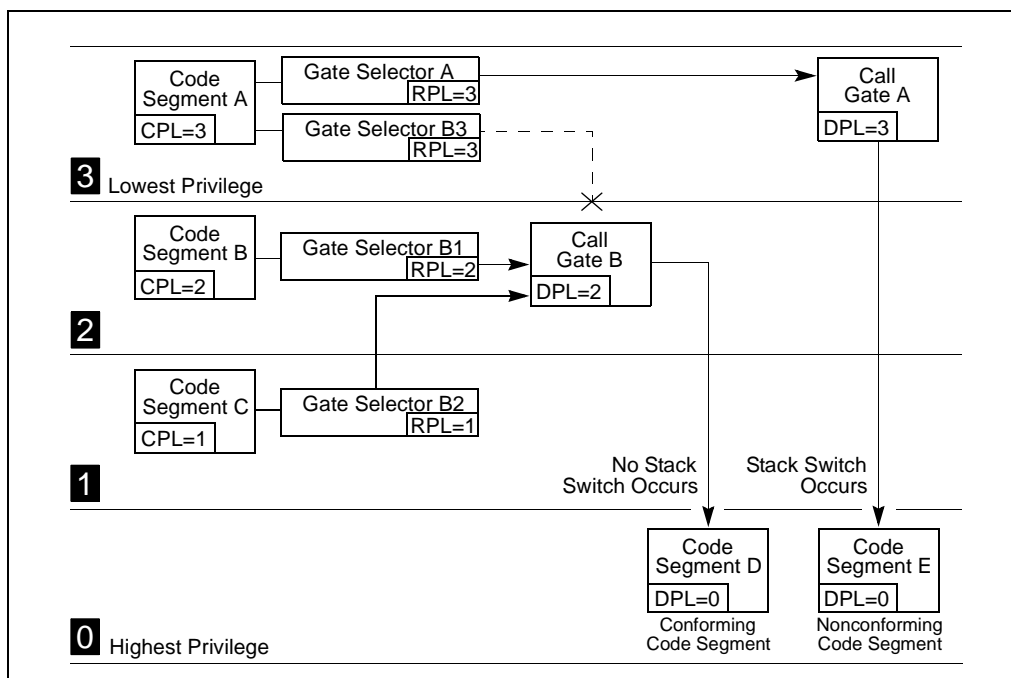 Code
Segment A
CPL=3
Gate Selector A
RPL=3
Gate Selector B3
RPL=3
Call
Gate A
DPL=3
3 Lowest Privilege
Code
Segment B
CPL=2
Gate Selector B1
RPL=2
Call
Gate B
DPL=2
2
Code
Segment C
CPL=1
Gate Selector B2
RPL=1
1
No Stack
Switch Occurs
Stack Switch
Occurs
Code
Segment D
DPL=0
Conforming
Code Segment
Code
Segment E
DPL=0
Nonconforming
Code Segment
0 Highest Privilege